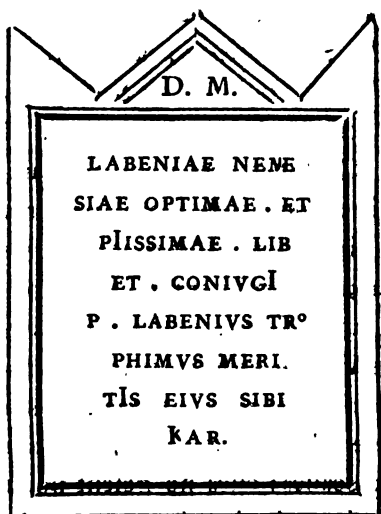 D. M.
LABENIAE NEME
SIAE OPTIMAE . ET
PIISSIMAE . LIB
ET . CONIVGI
P . LABENIVS TRO
PHIMVS MERI.
TIS EIVS SIBI
KAR.